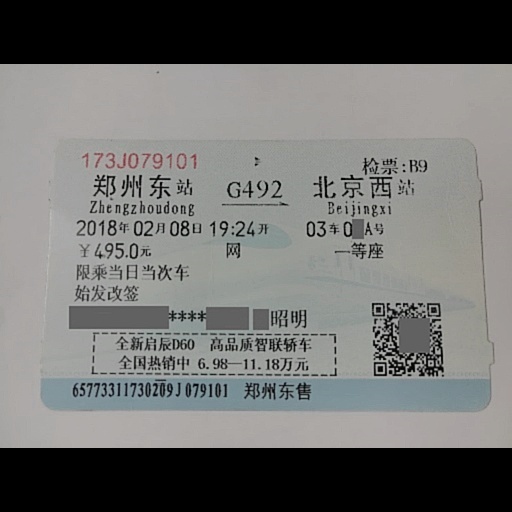 173J079101 检票:B9
郑州东站 G492 北京西站
Zhengzhoudong Beijingxi
2018年02月08日 19:24开 03车0 A号
￥495.0元 网 一等座
限乘当日当次车
始发改签
**** 昭明
全新启辰D60 高品质智联轿车
全国热销中 6.98—11.18万元
65773311730209J079101 郑州东售